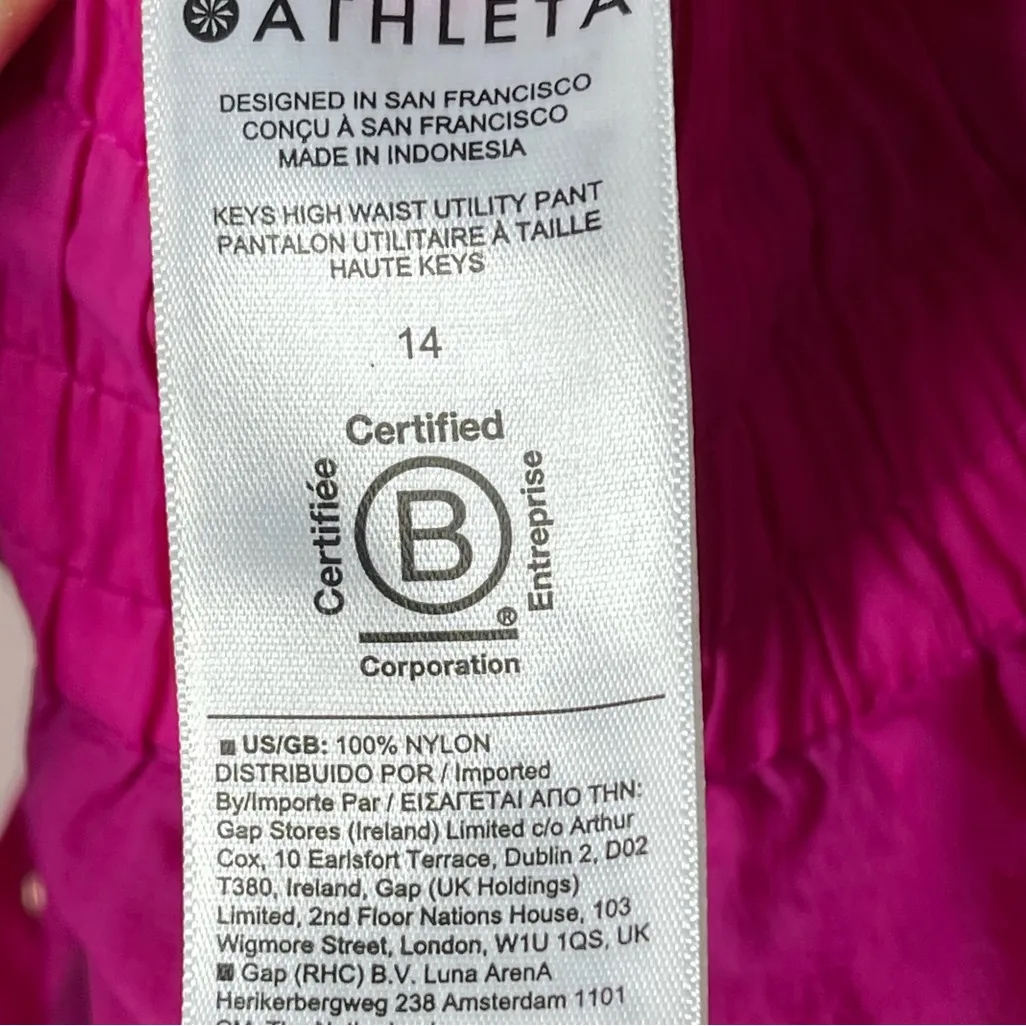 ATHLETA
DESIGNED IN SAN FRANCISCO
CONÇU À SAN FRANCISCO
MADE IN INDONESIA
KEYS HIGH WAIST UTILITY PANT
PANTALON UTILITAIRE À TAILLE
HAUTE KEYS
14
Certified
Certifiée
B
Entreprise
®
Corporation
US/GB: 100% NYLON
DISTRIBUIDO POR / Imported
By/Importe Par / ΕΙΣΑΓΕΤΑΙ ΑΠΟ ΤΗΝ:
Gap Stores (Ireland) Limited c/o Arthur
Cox, 10 Earlsfort Terrace, Dublin 2, D02
T380, Ireland, Gap (UK Holdings)
Limited, 2nd Floor Nations House, 103
Wigmore Street, London, W1U 1QS, UK
Gap (RHC) B.V. Luna ArenA
Herikerbergweg 238 Amsterdam 1101